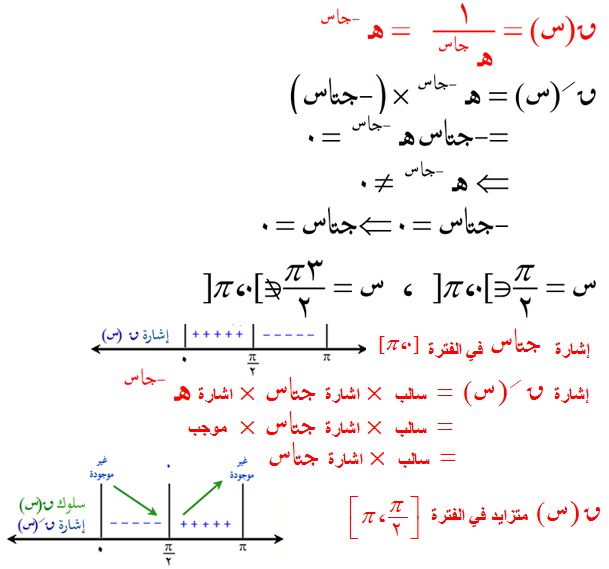 ق(س) = ١ / هـ^جاس = هـ^-جاس
قَ(س) = هـ^-جاس × (-جتاس)
= -جتاس هـ^-جاس = ٠
⇐ هـ^-جاس ≠ ٠
-جتاس = ٠ ⇐ جتاس = ٠
س = π/٢ ∈ ]٠، π[ ، س = ٣π/٢ ∉ ]٠، π[
إشارة جتاس في الفترة [٠، π]
+ + + + + - - - - - إشارة ق (س)
٠ π/٢ π
إشارة قَ (س) = سالب × اشارة جتاس × اشارة هـ^-جاس
= سالب × اشارة جتاس × موجب
= سالب × اشارة جتاس
غير موجودة ٠ غير موجودة
سلوك ق(س)
- - - - - + + + + + إشارة قَ(س)
٠ π/٢ π
ق (س) متزايد في الفترة [π/٢، π]